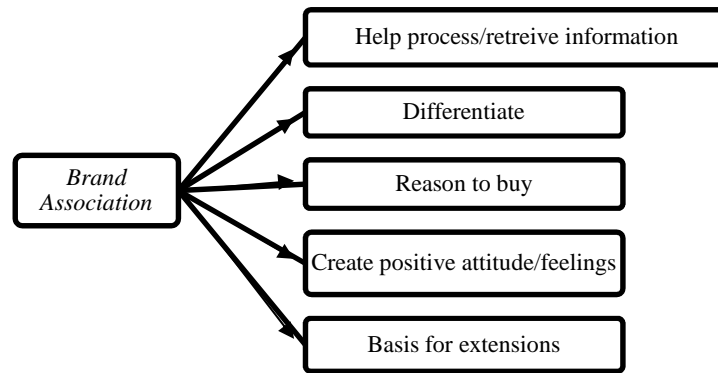 Help process/retreive information
Differentiate
Brand
Association
Reason to buy
Create positive attitude/feelings
Basis for extensions